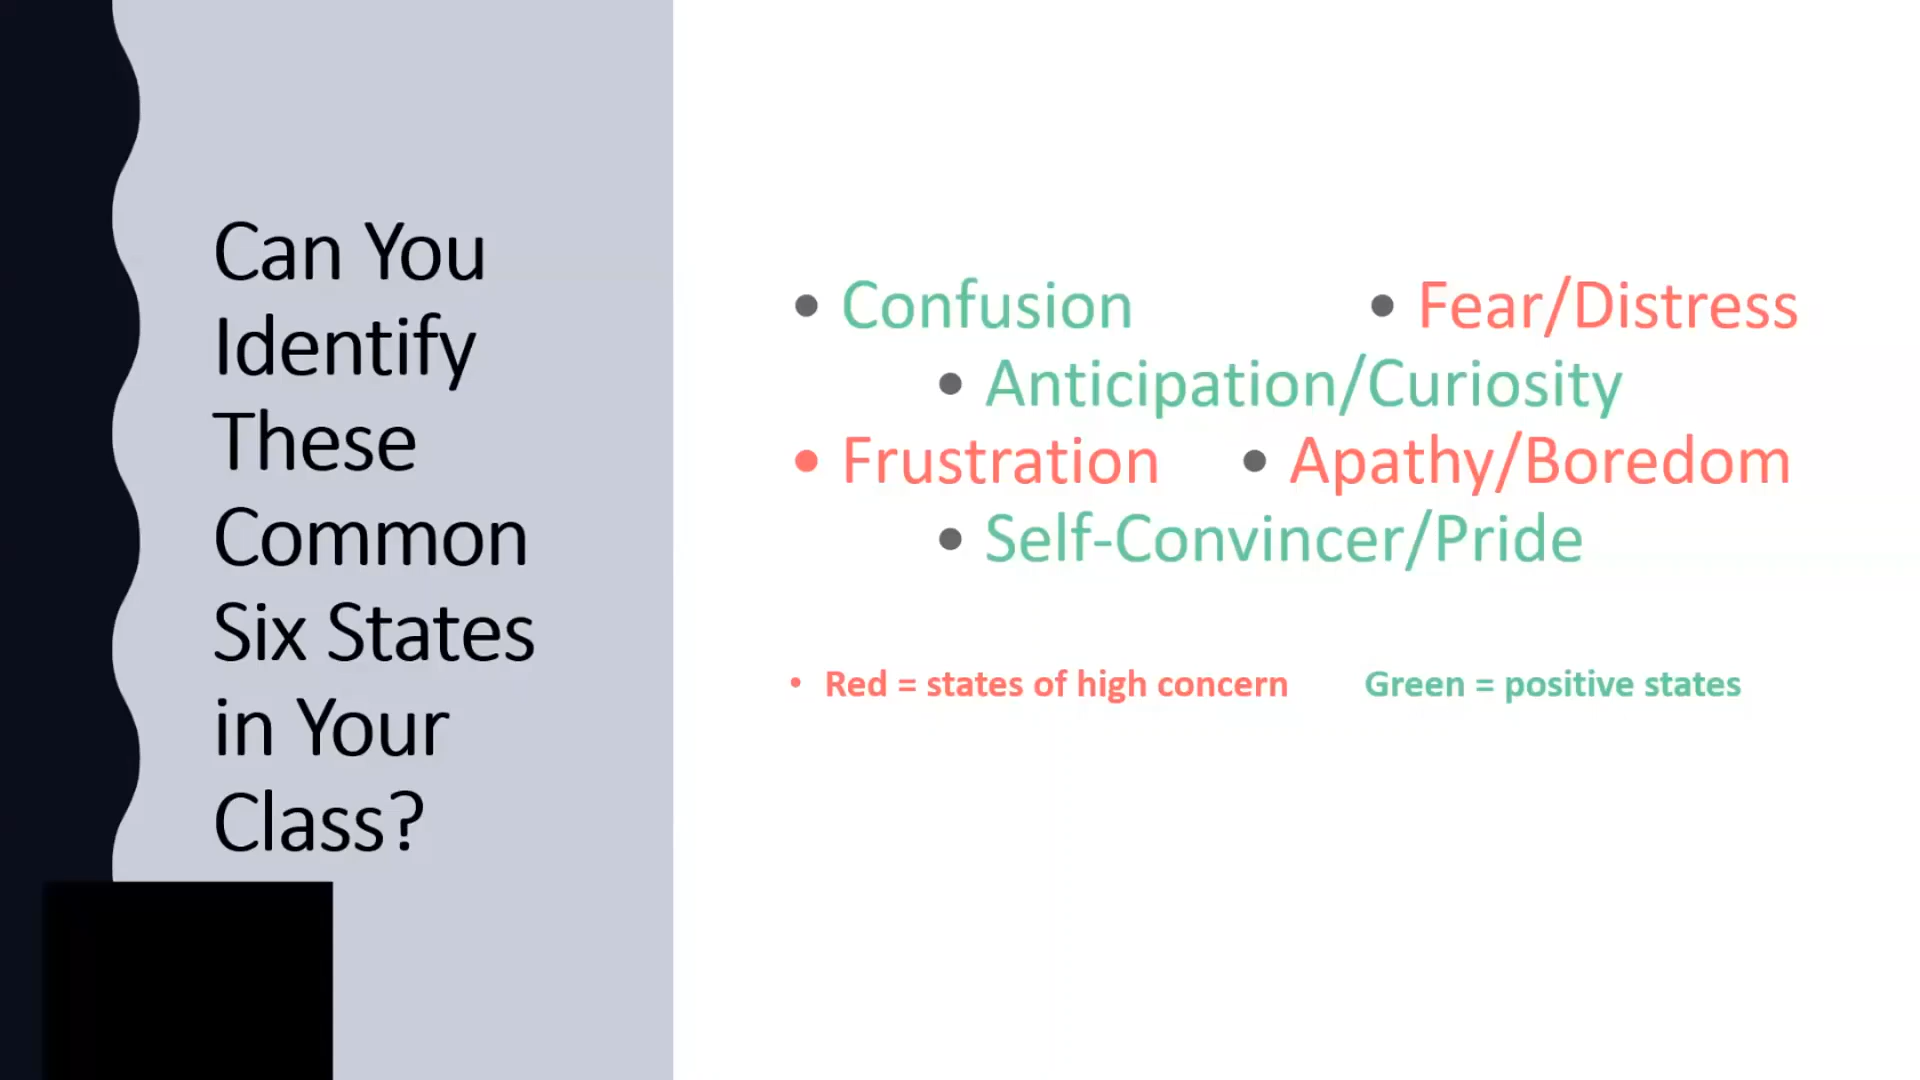 Can You
Identify
These
Common
Six States
in Your
Class?
• Confusion • Fear/Distress
• Anticipation/Curiosity
• Frustration • Apathy/Boredom
• Self-Convincer/Pride
• Red = states of high concern Green = positive states